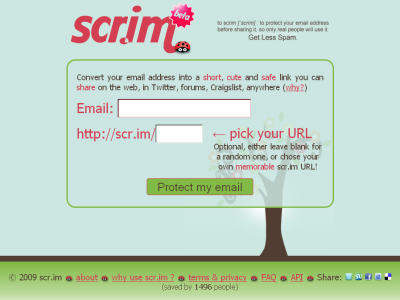 scr.im
beta
to scrim ['scrim]: to protect your email address
before sharing it, so only real people will use it.
Get Less Spam.
Convert your email address into a short, cute and safe link you can
share on the web, in Twitter, forums, Craigslist, anywhere (why?)
Email:
http://scr.im/ ← pick your URL
Optional, either leave blank for
a random one, or chose your
own memorable scr.im URL!
Protect my email
© 2009 scr.im about why use scr.im ? terms & privacy FAQ API Share:
(saved by 1496 people)